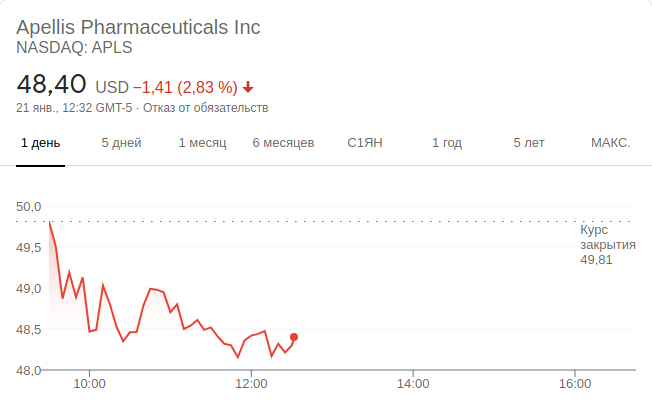 Apellis Pharmaceuticals Inc
NASDAQ: APLS
48,40 USD −1,41 (2,83 %)
21 янв., 12:32 GMT-5 · Отказ от обязательств
1 день 5 дней 1 месяц 6 месяцев С1ЯН 1 год 5 лет МАКС.
50,0
Курс
закрытия
49,81
49,5
49,0
48,5
48,0
10:00 12:00 14:00 16:00